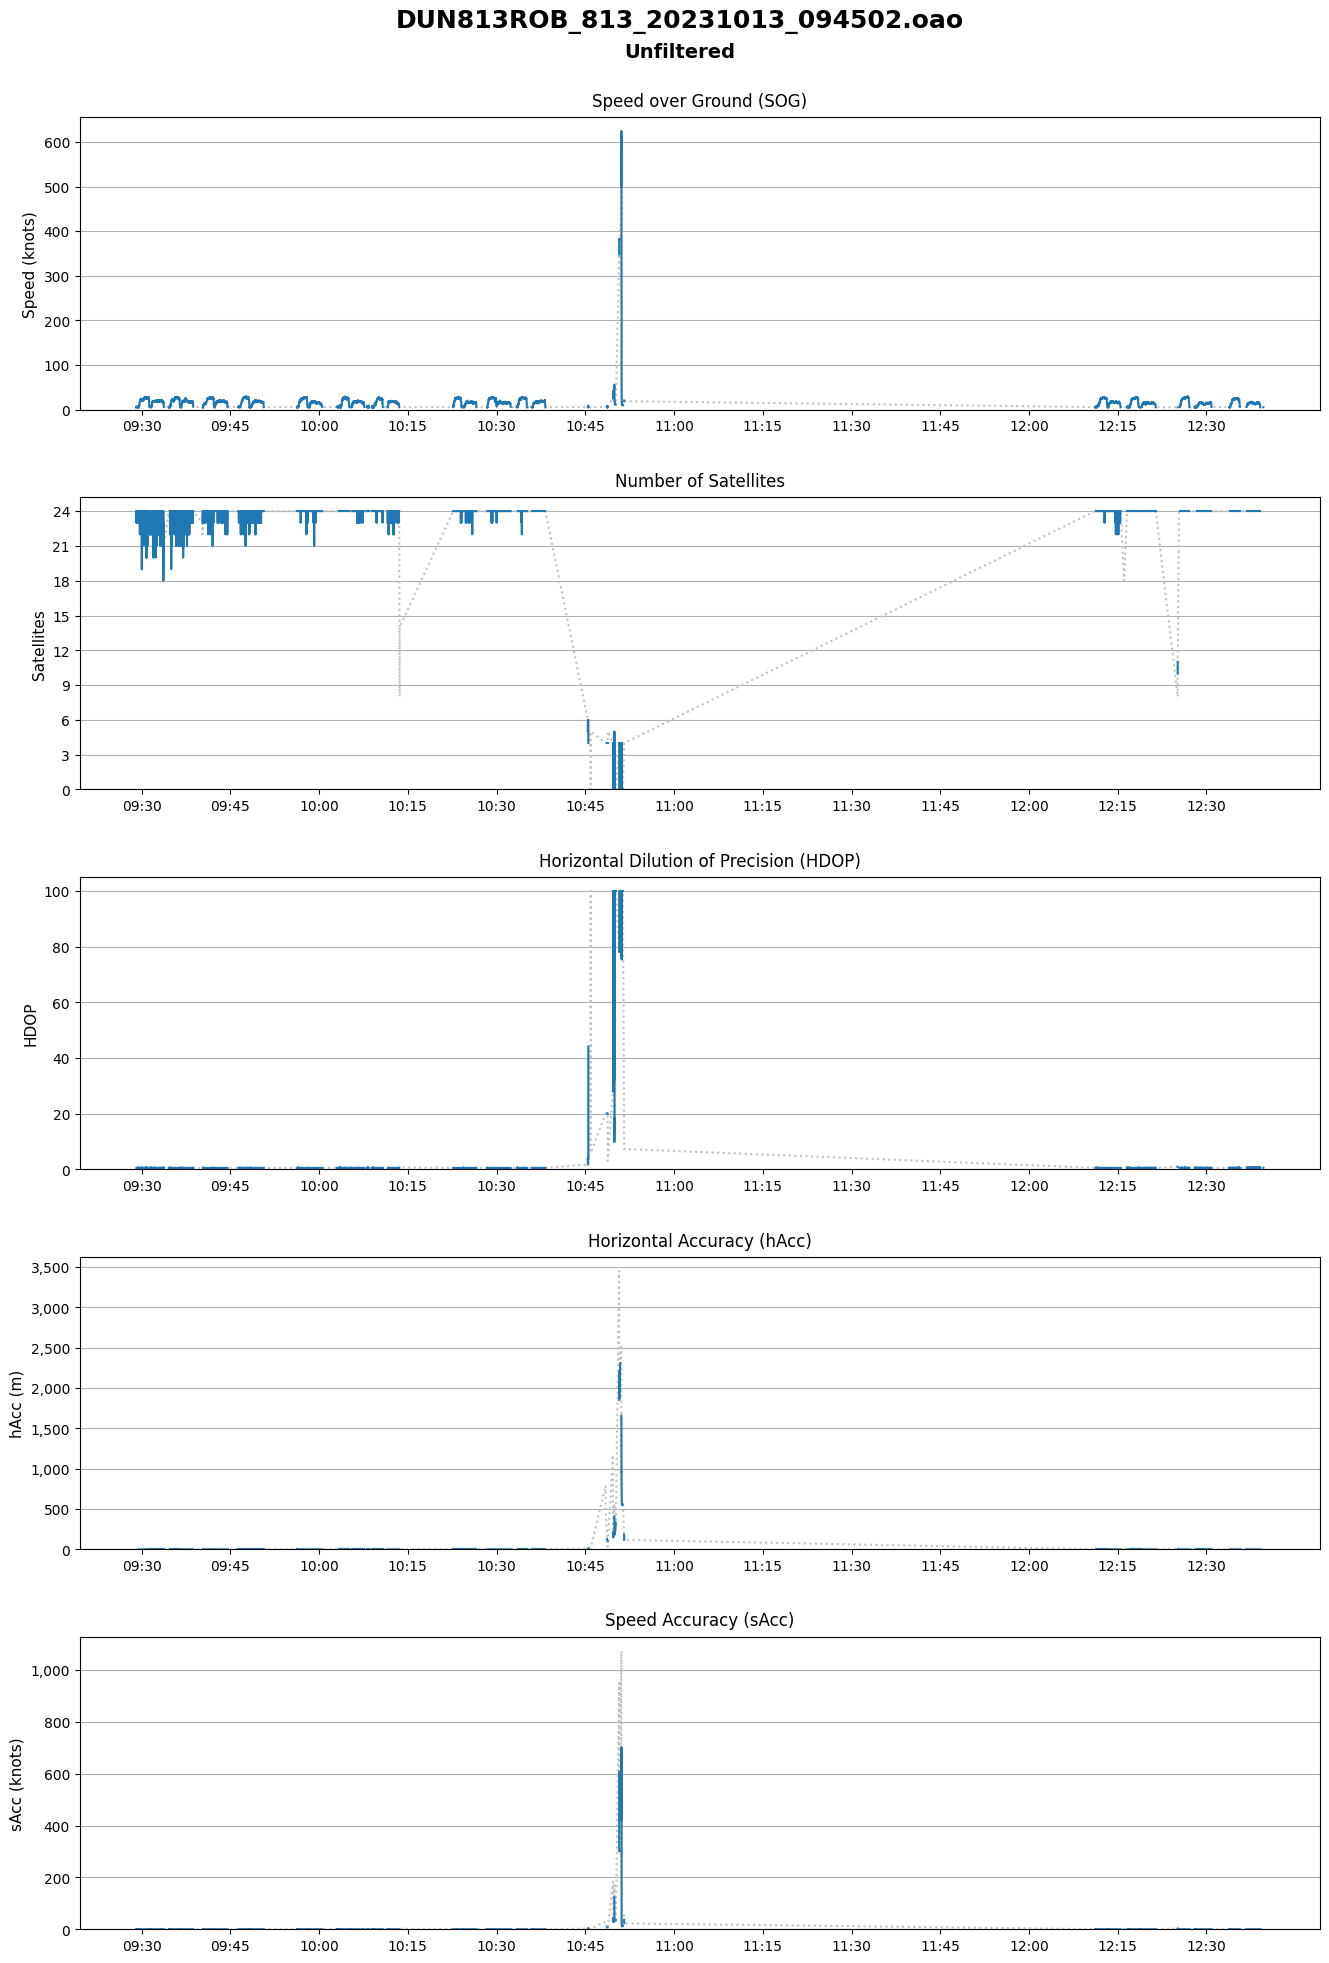 DUN813ROB_813_20231013_094502.oao
Unfiltered
Speed over Ground (SOG)
Speed (knots)
600
500
400
300
200
100
0
09:30 09:45 10:00 10:15 10:30 10:45 11:00 11:15 11:30 11:45 12:00 12:15 12:30
Number of Satellites
Satellites
24
21
18
15
12
9
6
3
0
09:30 09:45 10:00 10:15 10:30 10:45 11:00 11:15 11:30 11:45 12:00 12:15 12:30
Horizontal Dilution of Precision (HDOP)
HDOP
100
80
60
40
20
0
09:30 09:45 10:00 10:15 10:30 10:45 11:00 11:15 11:30 11:45 12:00 12:15 12:30
Horizontal Accuracy (hAcc)
hAcc (m)
3,500
3,000
2,500
2,000
1,500
1,000
500
0
09:30 09:45 10:00 10:15 10:30 10:45 11:00 11:15 11:30 11:45 12:00 12:15 12:30
Speed Accuracy (sAcc)
sAcc (knots)
1,000
800
600
400
200
0
09:30 09:45 10:00 10:15 10:30 10:45 11:00 11:15 11:30 11:45 12:00 12:15 12:30